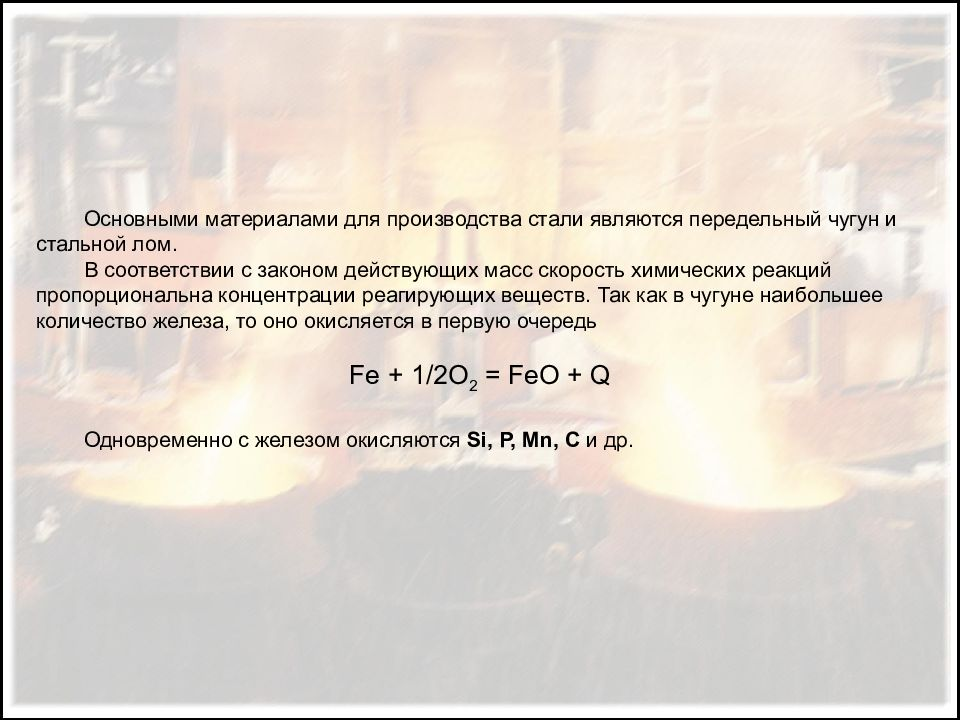 Основными материалами для производства стали являются передельный чугун и
стальной лом.
В соответствии с законом действующих масс скорость химических реакций
пропорциональна концентрации реагирующих веществ. Так как в чугуне наибольшее
количество железа, то оно окисляется в первую очередь
Fe + 1/2O₂ = FeO + Q
Одновременно с железом окисляются Si, P, Mn, C и др.